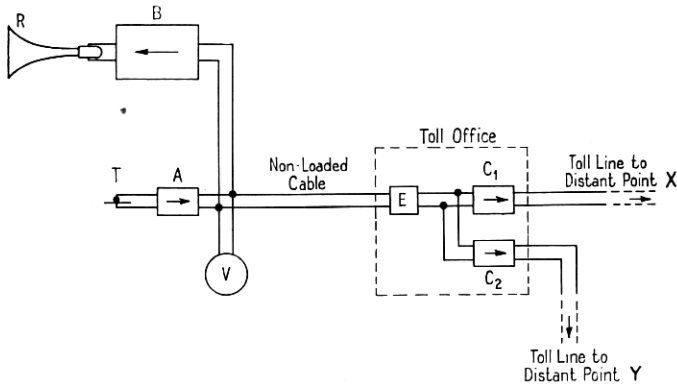 R
B
Toll Office
T
A
Non-Loaded
Cable
E
C1
Toll Line to
Distant Point X
V
C2
Toll Line to
Distant Point Y